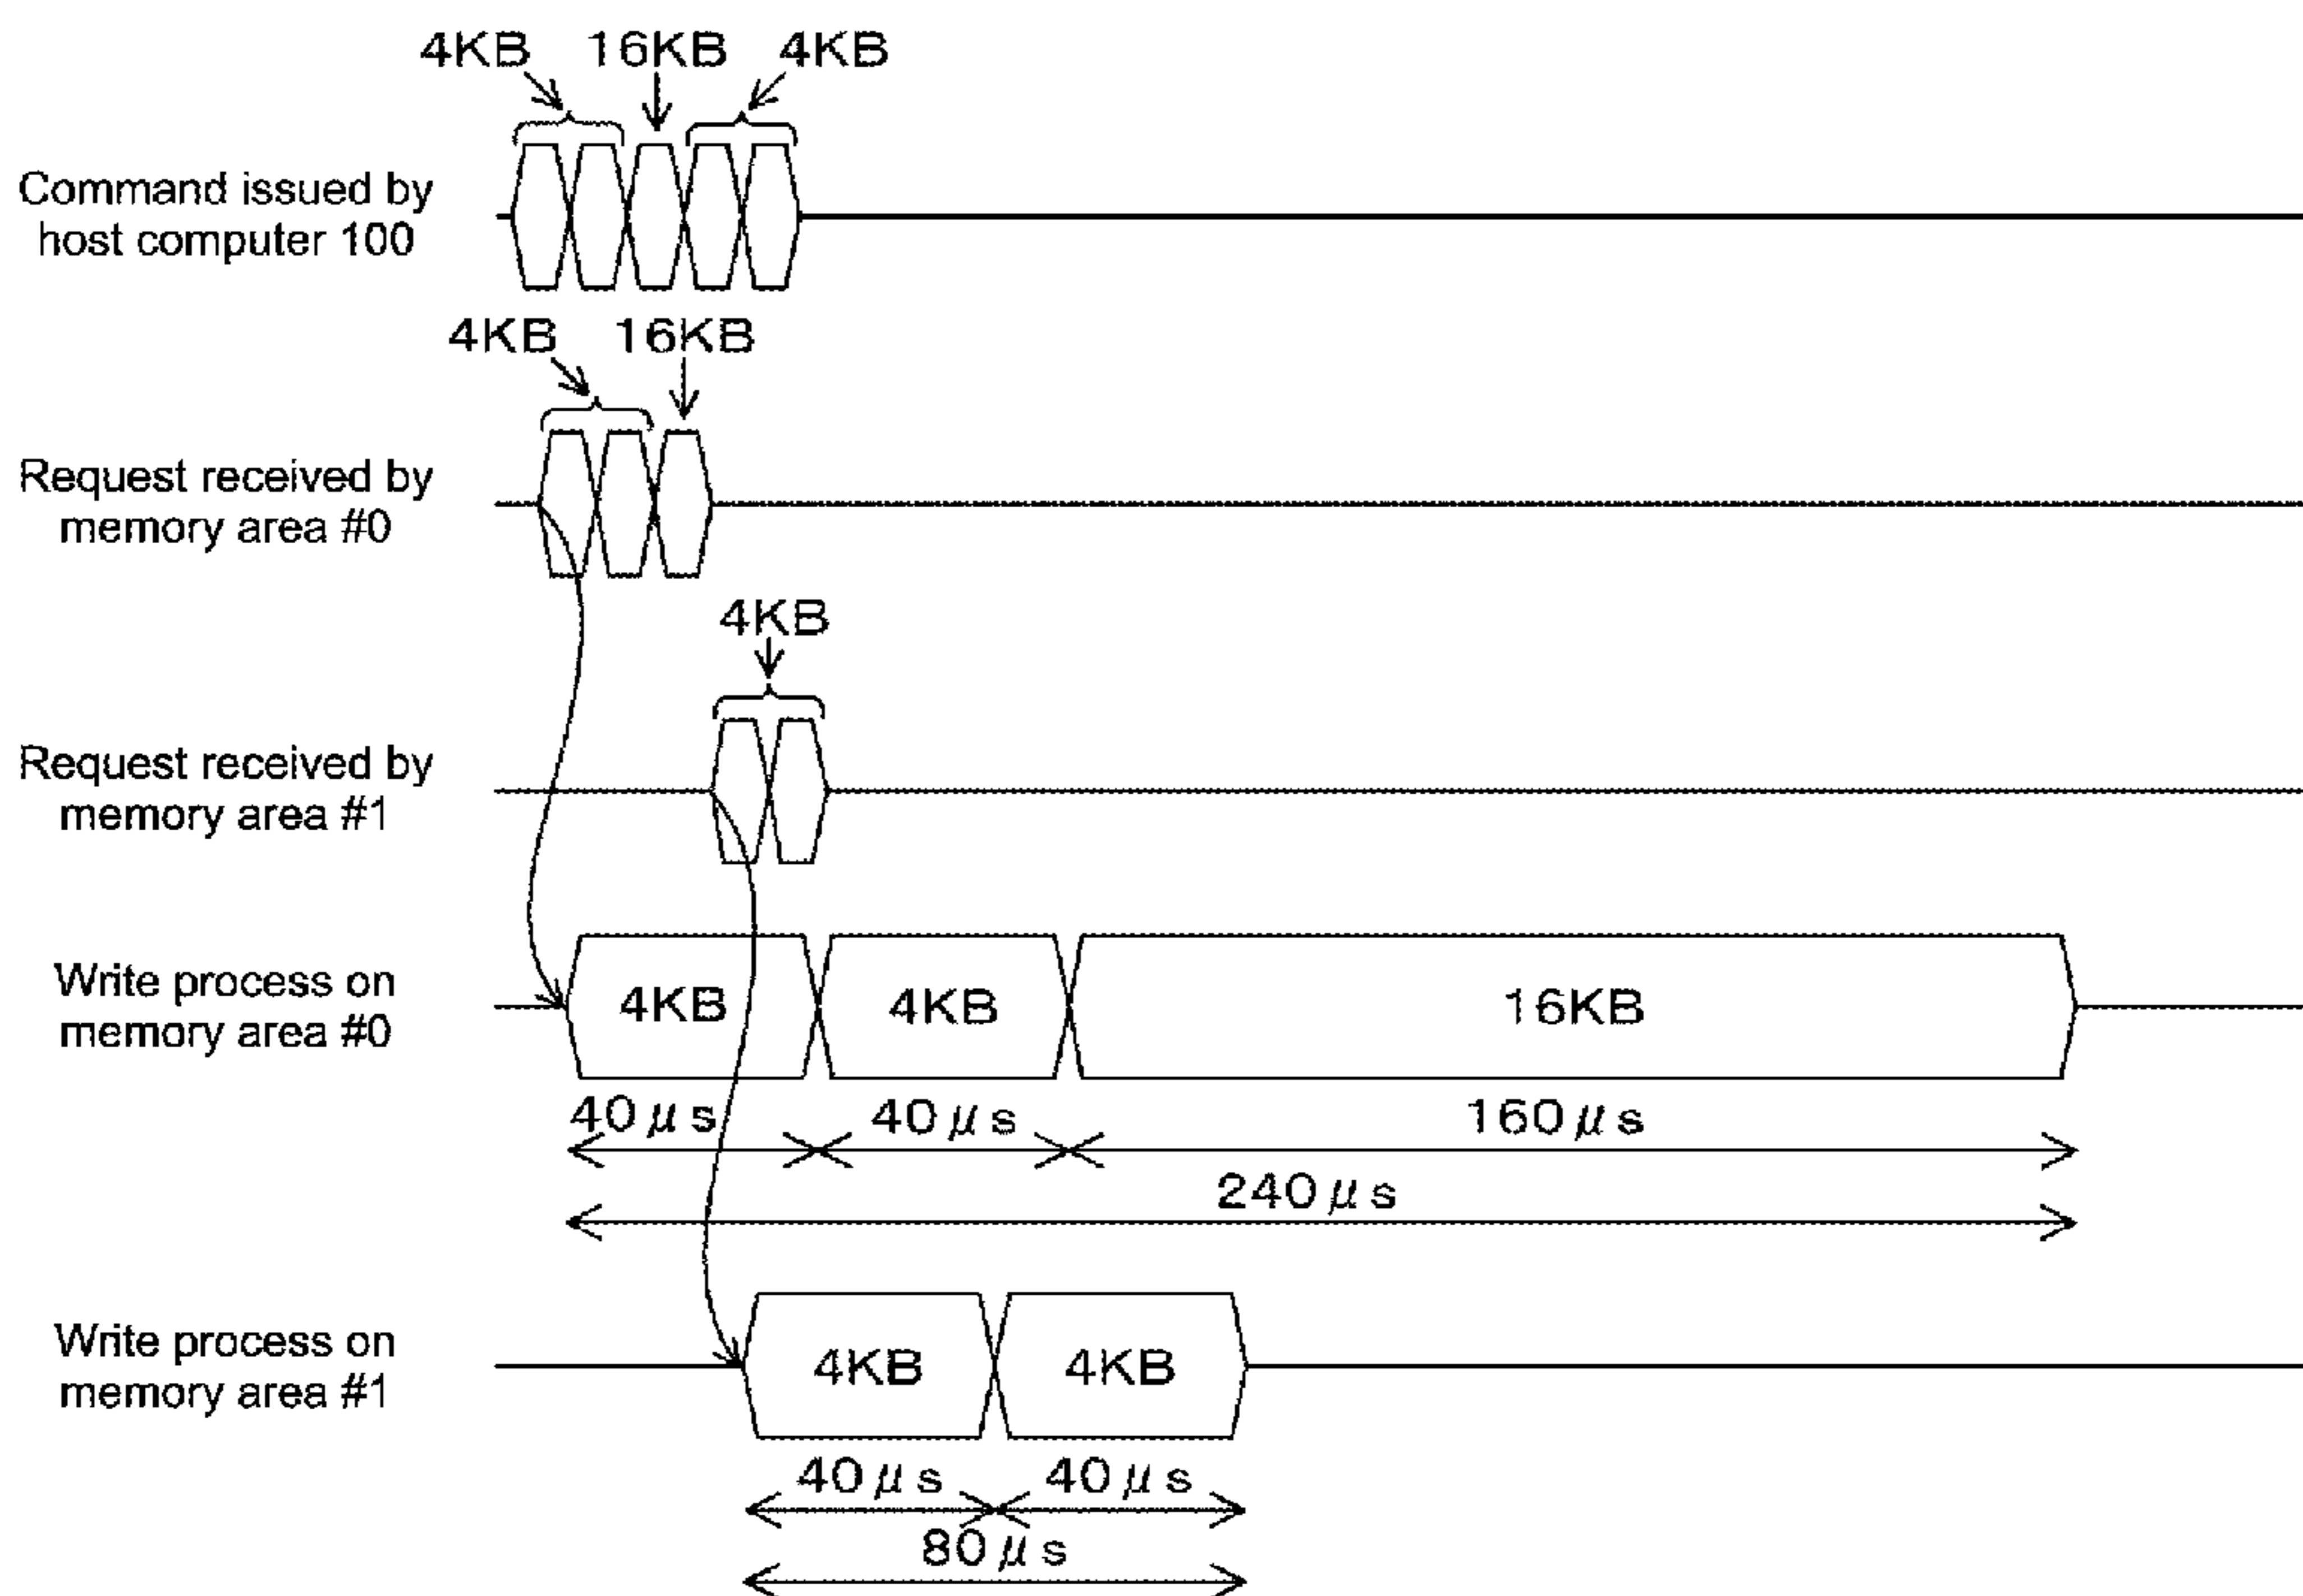 4KB 16KB 4KB
Command issued by
host computer 100
4KB 16KB
Request received by
memory area #0
4KB
Request received by
memory area #1
Write process on
memory area #0
4KB 4KB 16KB
40μs 40μs 160μs
240μs
Write process on
memory area #1
4KB 4KB
40μs 40μs
80μs